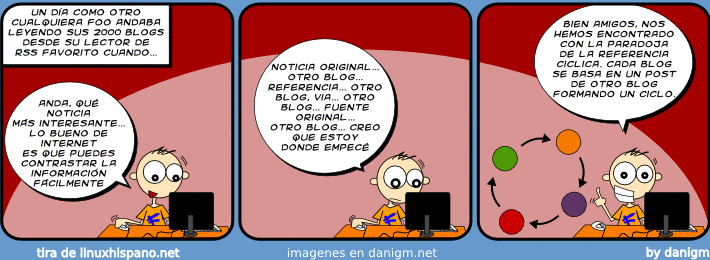 UN DÍA COMO OTRO
CUALQUIERA FOO ANDABA
LEYENDO SUS 2000 BLOGS
DESDE SU LECTOR DE
RSS FAVORITO CUANDO...
ANDA, QUÉ
NOTICIA
MÁS INTERESANTE...
LO BUENO DE
INTERNET
ES QUE PUEDES
CONTRASTAR LA
INFORMACIÓN
FÁCILMENTE
NOTICIA ORIGINAL...
OTRO BLOG...
REFERENCIA... OTRO
BLOG, VIA... OTRO
BLOG... FUENTE
ORIGINAL...
OTRO BLOG... CREO
QUE ESTOY
DONDE EMPECÉ
BIEN AMIGOS, NOS
HEMOS ENCONTRADO
CON LA PARADOJA
DE LA REFERENCIA
CÍCLICA. CADA BLOG
SE BASA EN UN POST
DE OTRO BLOG
FORMANDO UN CICLO.
tira de linuxhispano.net
imagenes en danigm.net
by danigm